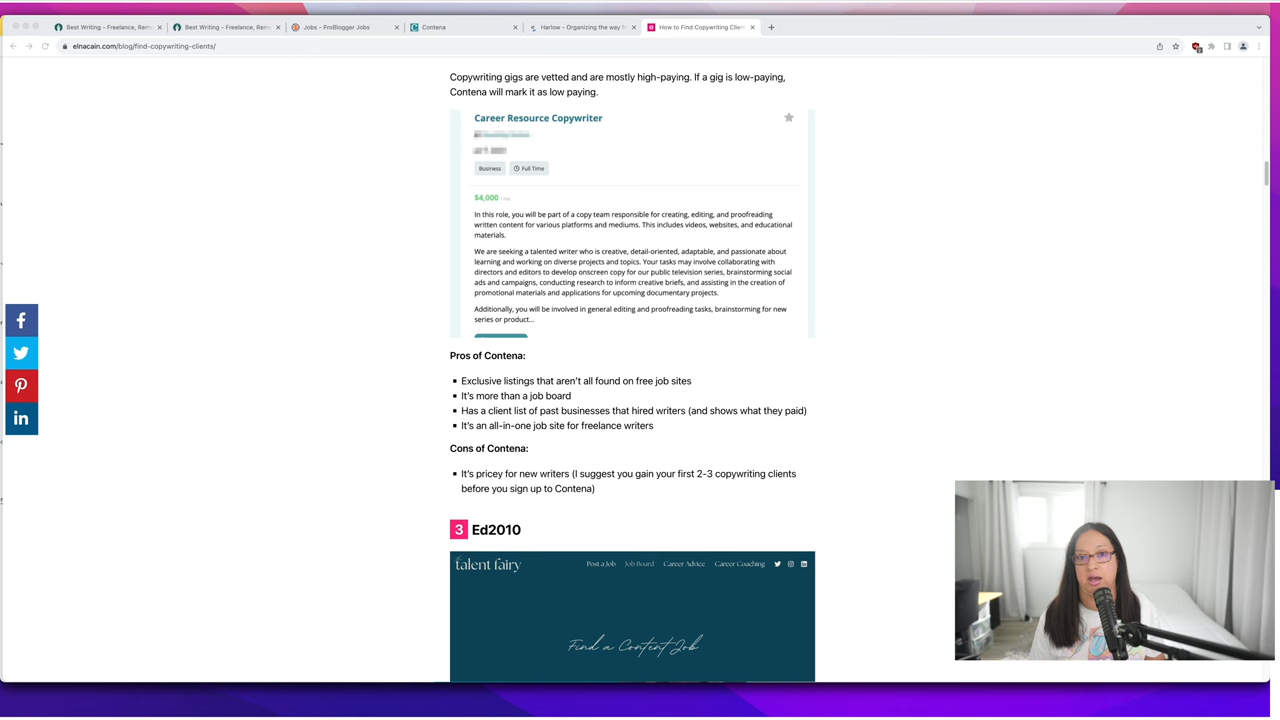 Best Writing - Freelance, Rem
Best Writing - Freelance, Rem
Jobs - ProBlogger Jobs
Contena
Harlow - Organizing the way f
How to Find Copywriting Clien
elnacain.com/blog/find-copywriting-clients/
Copywriting gigs are vetted and are mostly high-paying. If a gig is low-paying,
Contena will mark it as low paying.
Career Resource Copywriter
Business
Full Time
$4,000
In this role, you will be part of a copy team responsible for creating, editing, and proofreading
written content for various platforms and mediums. This includes videos, websites, and educational
materials.
We are seeking a talented writer who is creative, detail-oriented, adaptable, and passionate about
learning and working on diverse projects and topics. Your tasks may involve collaborating with
directors and editors to develop onscreen copy for our public television series, brainstorming social
ads and campaigns, conducting research to inform creative briefs, and assisting in the creation of
promotional materials and applications for upcoming documentary projects.
Additionally, you will be involved in general editing and proofreading tasks, brainstorming for new
series or product...
Pros of Contena:
Exclusive listings that aren't all found on free job sites
It's more than a job board
Has a client list of past businesses that hired writers (and shows what they paid)
It's an all-in-one job site for freelance writers
Cons of Contena:
It's pricey for new writers (I suggest you gain your first 2-3 copywriting clients
before you sign up to Contena)
3 Ed2010
talent fairy
Post a Job
Job Board
Career Advice
Career Coaching
Find a Content Job